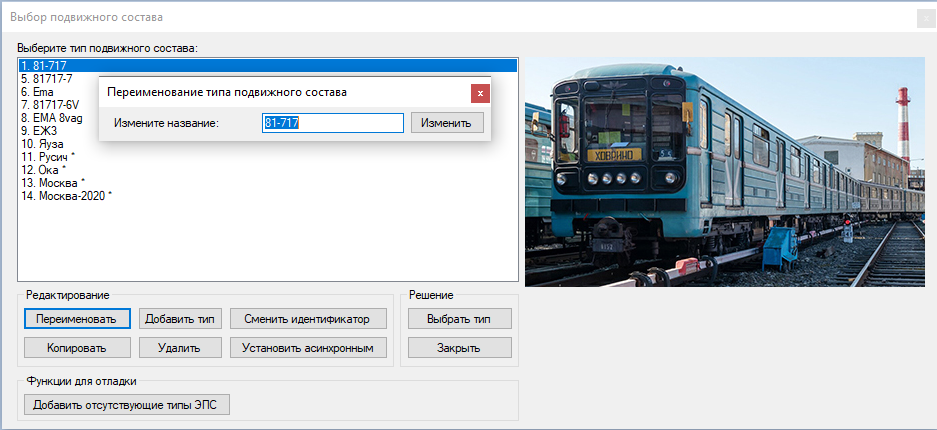 Выбор подвижного состава
x
Выберите тип подвижного состава:
1. 81-717
5. 81717-7
6. Ema
7. 81717-6V
8. EMA 8vag
9. ЕЖ3
10. Яуза
11. Русич *
12. Ока *
13. Москва *
14. Москва-2020 *
Переименование типа подвижного состава
x
Измените название:
81-717
Изменить
ХОВРИНО
Редактирование
Переименовать
Добавить тип
Сменить идентификатор
Копировать
Удалить
Установить асинхронным
Решение
Выбрать тип
Закрыть
Функции для отладки
Добавить отсутствующие типы ЭПС